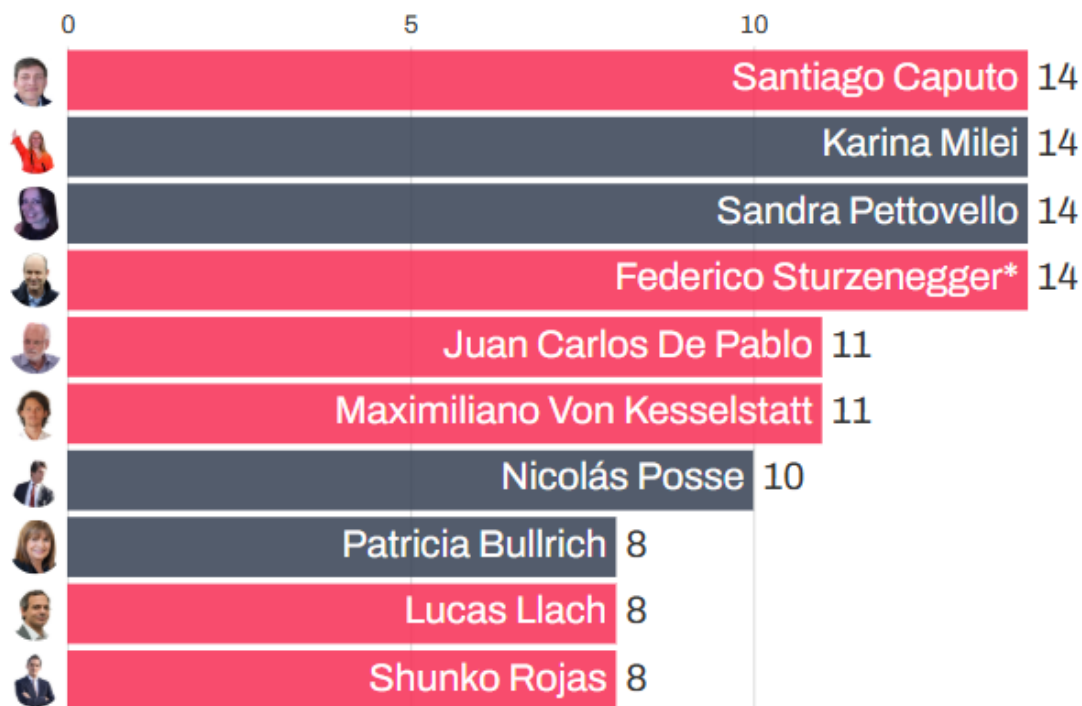 0 5 10
Santiago Caputo 14
Karina Milei 14
Sandra Pettovello 14
Federico Sturzenegger* 14
Juan Carlos De Pablo 11
Maximiliano Von Kesselstatt 11
Nicolás Posse 10
Patricia Bullrich 8
Lucas Llach 8
Shunko Rojas 8